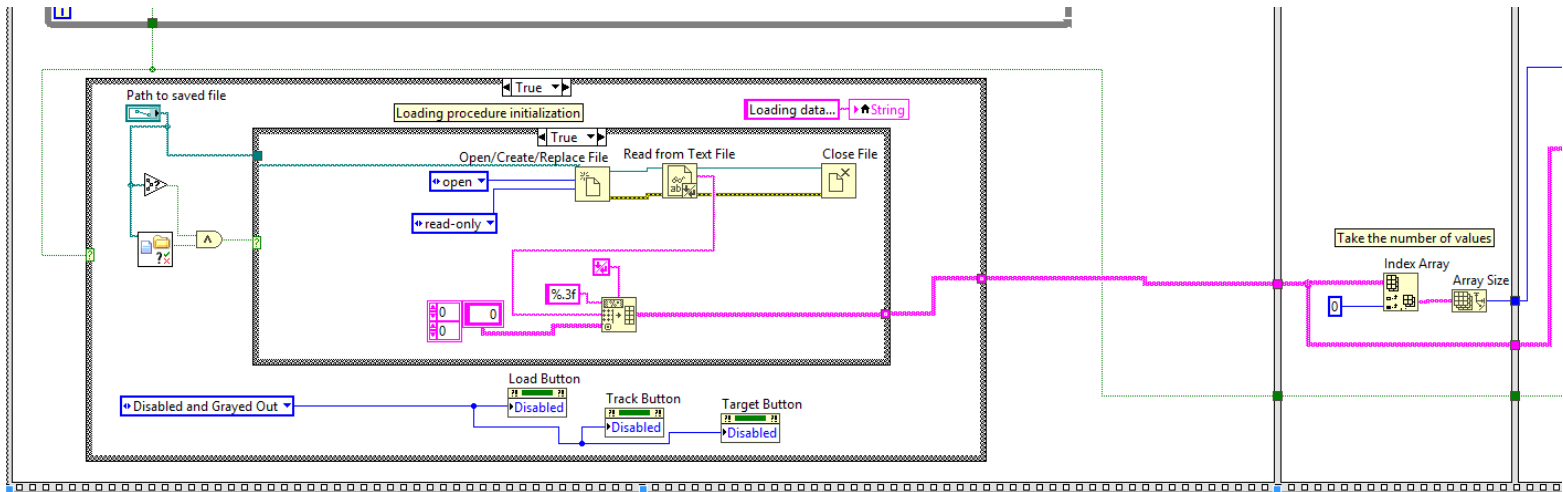 i
True
Path to saved file
Loading procedure initialization
Loading data...
String
True
Open/Create/Replace File
Read from Text File
Close File
open
read-only
%.3f
0
0
0
Take the number of values
Index Array
Array Size
0
Load Button
Disabled and Grayed Out
Disabled
Track Button
Disabled
Target Button
Disabled